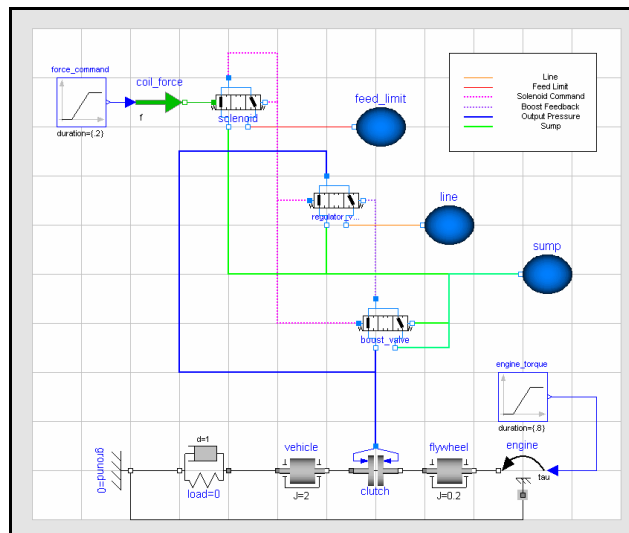 force_command
coil_force
f
duration={.2}
solenoid
feed_limit
Line
Feed Limit
Solenoid Command
Boost Feedback
Output Pressure
Sump
regulator_v...
line
sump
boost_valve
engine_torque
duration={.8}
d=1
vehicle
flywheel
engine
ground=0
load=0
J=2
clutch
J=0.2
tau